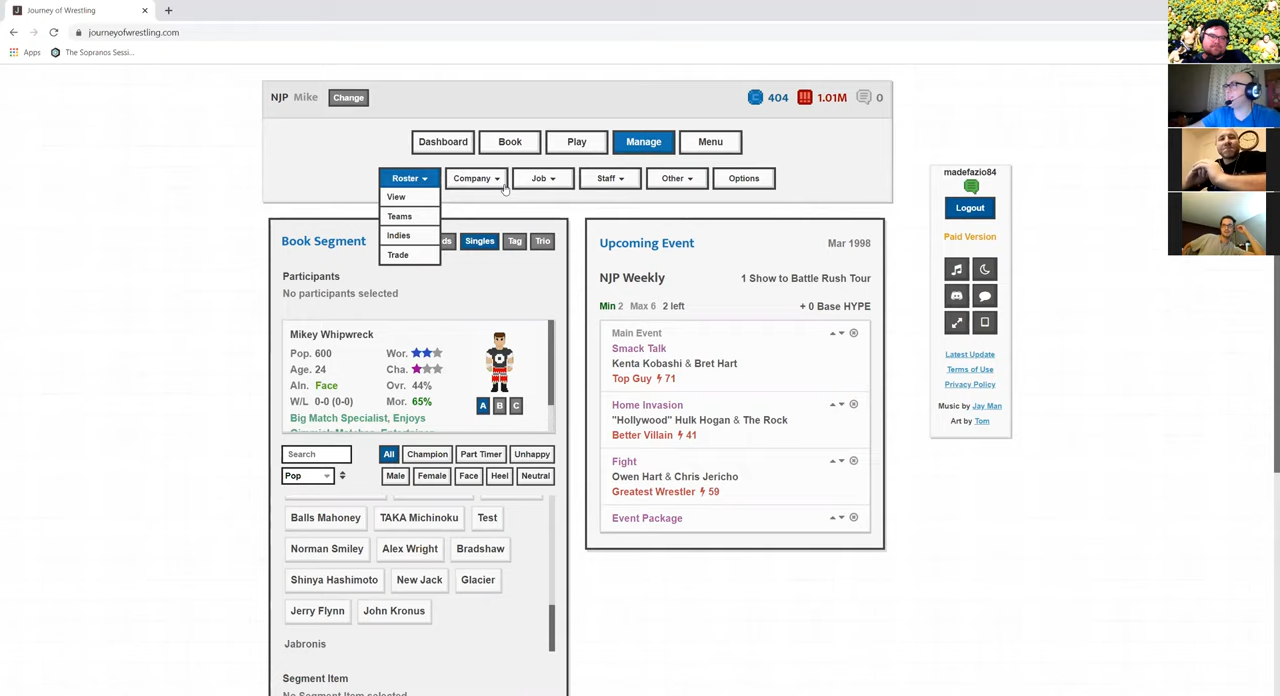 Journey of Wrestling
journeyofwrestling.com
Apps The Sopranos Sessi...
NJP Mike Change 404 1.01M 0
Dashboard Book Play Manage Menu
Roster Company Job Staff Other Options
View
Teams
Indies
Trade
Book Segment ds Singles Tag Trio
Participants
No participants selected
Mikey Whipwreck
Pop. 600 Wor.
Age. 24 Cha.
Aln. Face Ovr. 44%
W/L 0-0 (0-0) Mor. 65%
A B C
Big Match Specialist, Enjoys
Gimmick Matches, Entertaining
Search All Champion Part Timer Unhappy
Pop Male Female Face Heel Neutral
Balls Mahoney TAKA Michinoku Test
Norman Smiley Alex Wright Bradshaw
Shinya Hashimoto New Jack Glacier
Jerry Flynn John Kronus
Jabronis
Segment Item
No Segment Item selected
Upcoming Event Mar 1998
NJP Weekly 1 Show to Battle Rush Tour
Min 2 Max 6 2 left + 0 Base HYPE
Main Event
Smack Talk
Kenta Kobashi & Bret Hart
Top Guy 71
Home Invasion
"Hollywood" Hulk Hogan & The Rock
Better Villain 41
Fight
Owen Hart & Chris Jericho
Greatest Wrestler 59
Event Package
madefazio84
Logout
Paid Version
Latest Update
Terms of Use
Privacy Policy
Music by Jay Man
Art by Tom